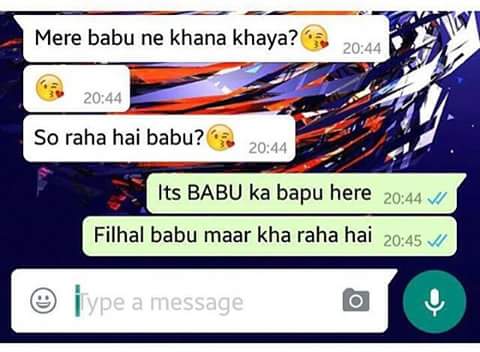 Mere babu ne khana khaya?😘 20:44
😘 20:44
So raha hai babu?😘 20:44
Its BABU ka bapu here 20:44
Filhal babu maar kha raha hai 20:45
Type a message